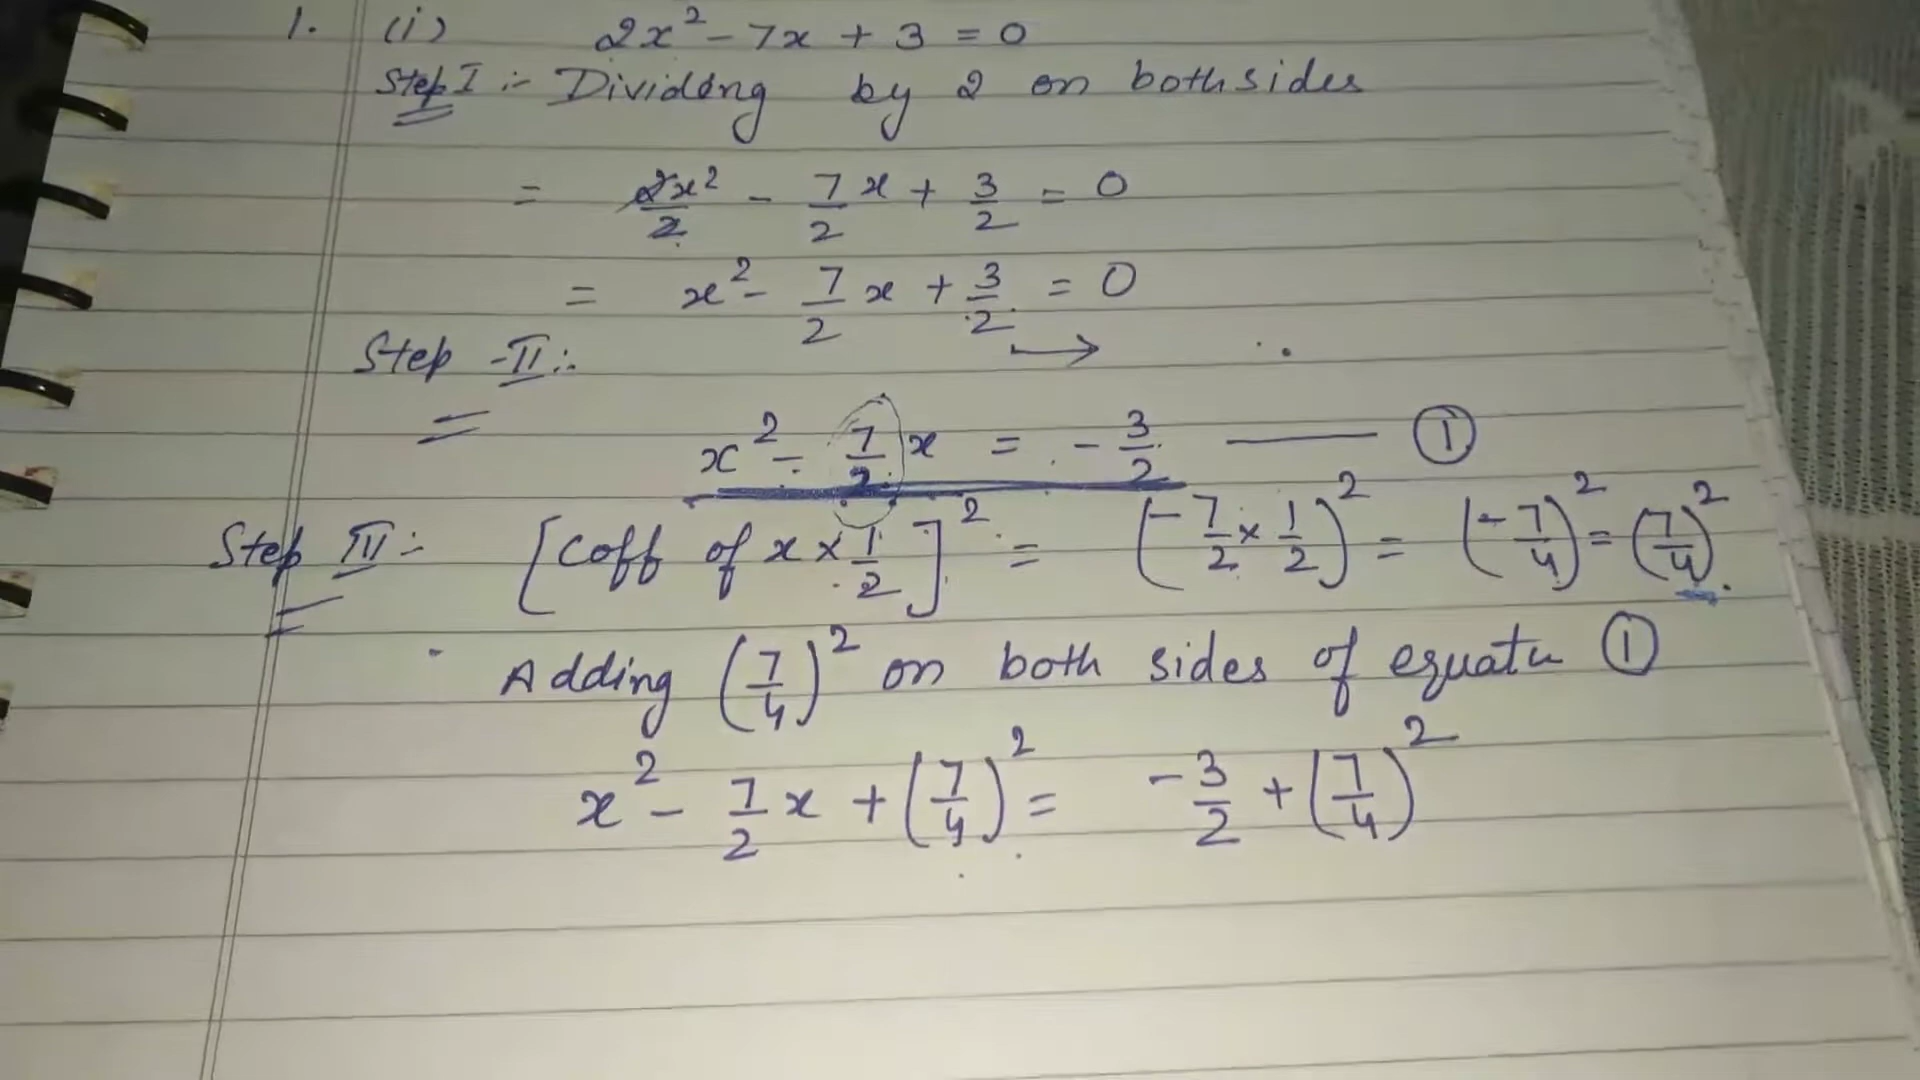 1. (i) 2x² - 7x + 3 = 0
Step I :- Dividing by 2 on both sides
= 2x²/2 - 7/2 x + 3/2 = 0
= x² - 7/2 x + 3/2 = 0
Step -II :-
x² - 7/2 x = - 3/2 —— ①
Step III :- [Coff of x × 1/2]² = (-7/2 × 1/2)² = (-7/4)² = (7/4)²
Adding (7/4)² on both sides of equatn ①
x² - 7/2 x + (7/4)² = -3/2 + (7/4)²